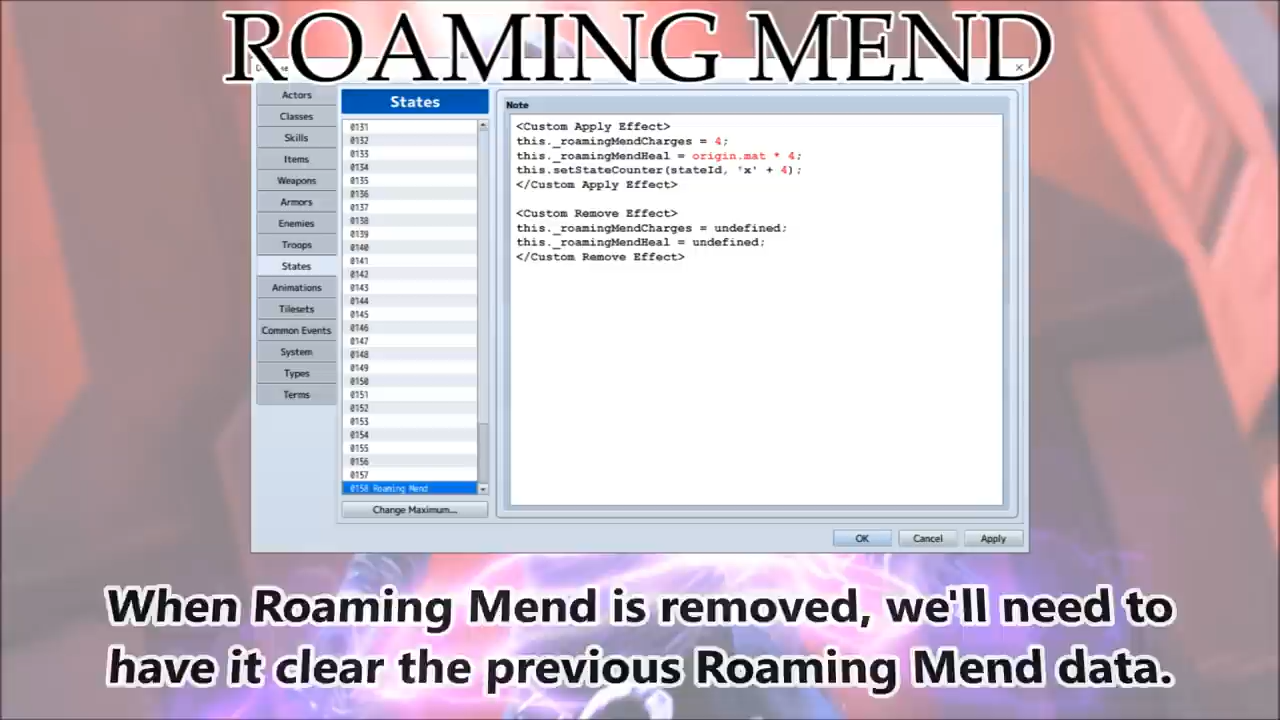 ROAMING MEND
Actors
Classes
Skills
Items
Weapons
Armors
Enemies
Troops
States
Animations
Tilesets
Common Events
System
Types
Terms
States
0131
0132
0133
0134
0135
0136
0137
0138
0139
0140
0141
0142
0143
0144
0145
0146
0147
0148
0149
0150
0151
0152
0153
0154
0155
0156
0157
0158 Roaming Mend
Change Maximum...
Note
<Custom Apply Effect>
this._roamingMendCharges = 4;
this._roamingMendHeal = origin.mat * 4;
this.setStateCounter(stateId, 'x' + 4);
</Custom Apply Effect>
<Custom Remove Effect>
this._roamingMendCharges = undefined;
this._roamingMendHeal = undefined;
</Custom Remove Effect>
OK
Cancel
Apply
When Roaming Mend is removed, we'll need to
have it clear the previous Roaming Mend data.